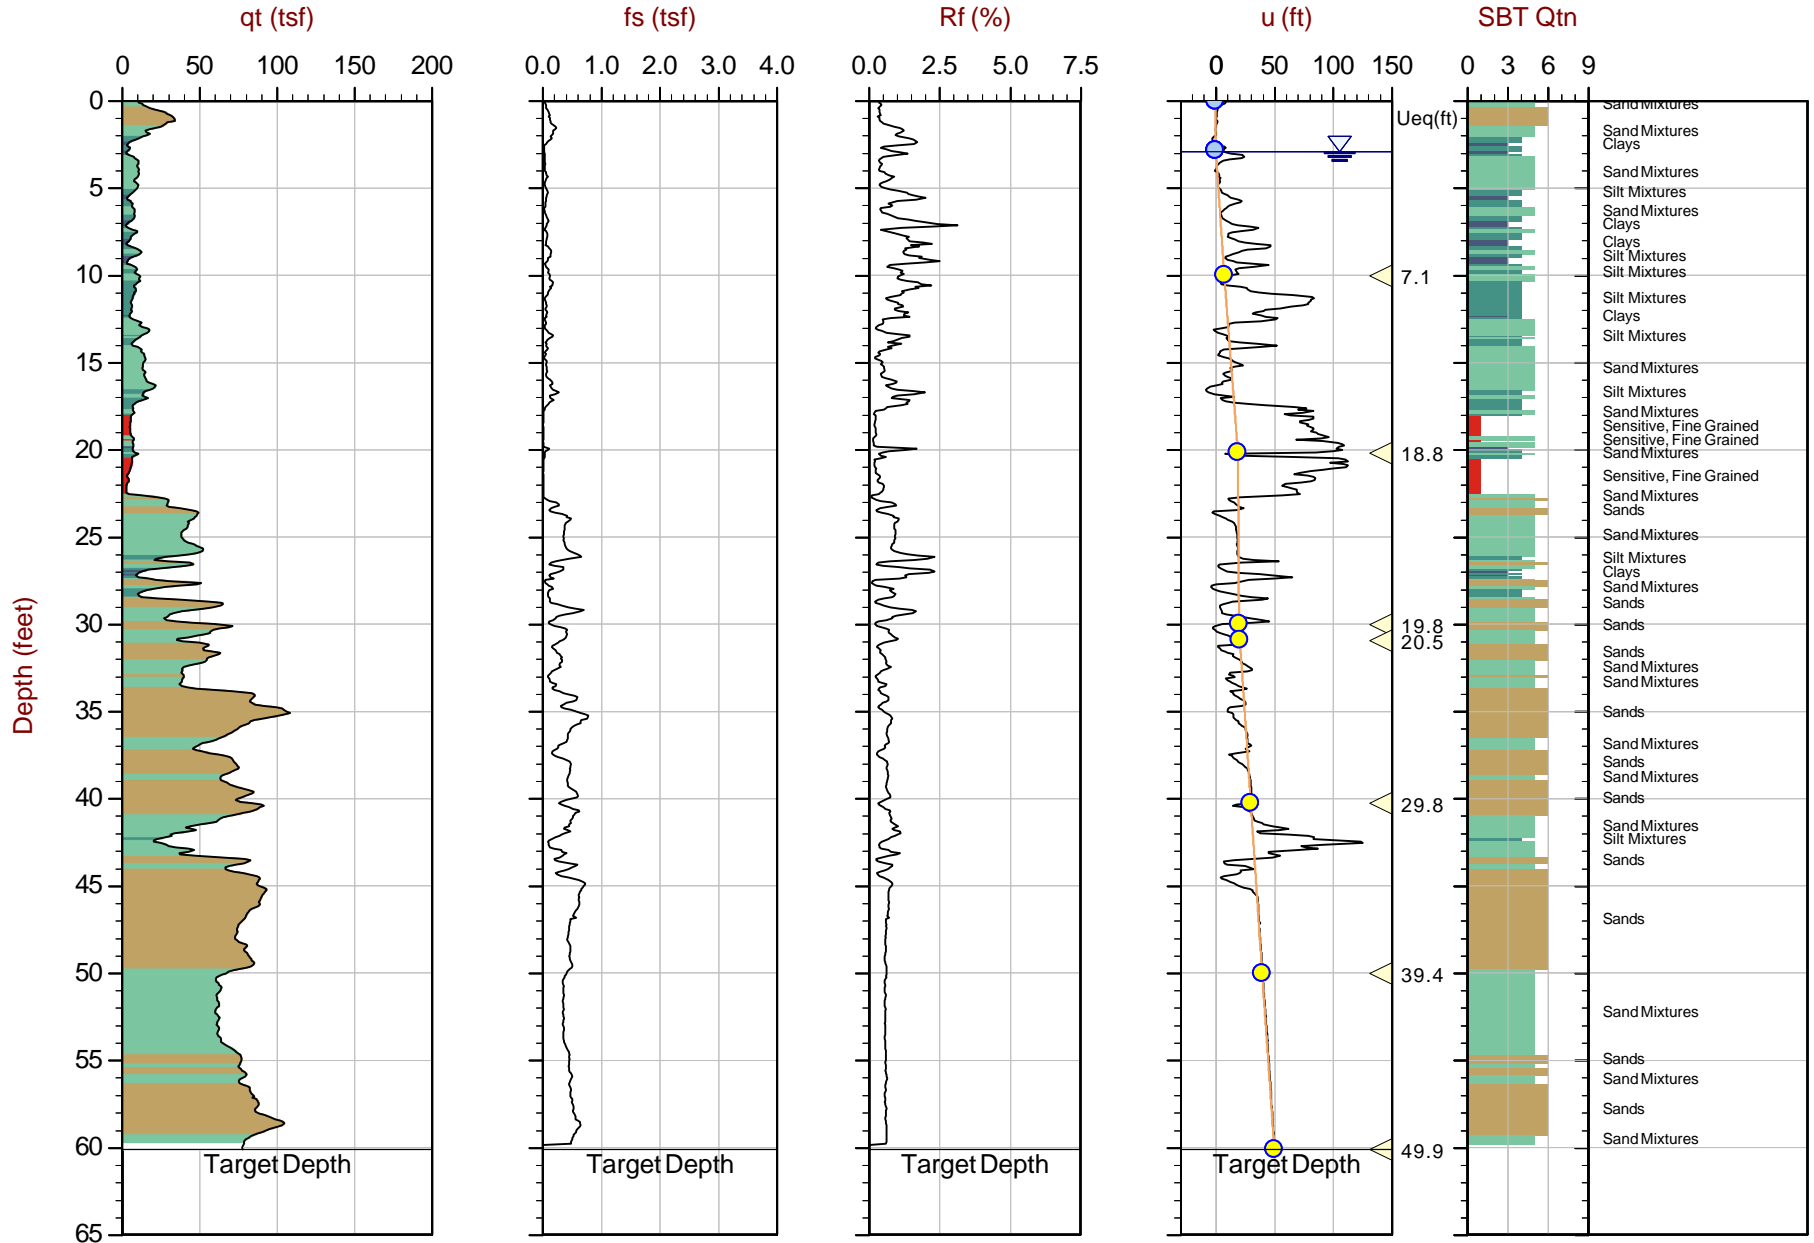 qt (tsf) fs (tsf) Rf (%) u (ft) SBT Qtn
0 50 100 150 200 0.0 1.0 2.0 3.0 4.0 0.0 2.5 5.0 7.5 0 50 100 150 0 3 6 9
0
Sand Mixtures
Ueq(ft)
Sand Mixtures
Clays
Sand Mixtures
5
Silt Mixtures
Sand Mixtures
Clays
Clays
Silt Mixtures
Silt Mixtures
10
7.1
Silt Mixtures
Clays
Silt Mixtures
15
Sand Mixtures
Silt Mixtures
Sand Mixtures
Sensitive, Fine Grained
Sensitive, Fine Grained
20
18.8
Sand Mixtures
Sensitive, Fine Grained
Sand Mixtures
Sands
25
Sand Mixtures
Silt Mixtures
Clays
Sand Mixtures
Sands
30
19.8
Sands
20.5
Sands
Sand Mixtures
Sand Mixtures
Depth (feet)
35
Sands
Sand Mixtures
Sands
Sand Mixtures
40
29.8
Sands
Sand Mixtures
Silt Mixtures
Sands
45
Sands
50
39.4
Sand Mixtures
55
Sands
Sand Mixtures
Sands
Sand Mixtures
60
49.9
Target Depth Target Depth Target Depth Target Depth
65